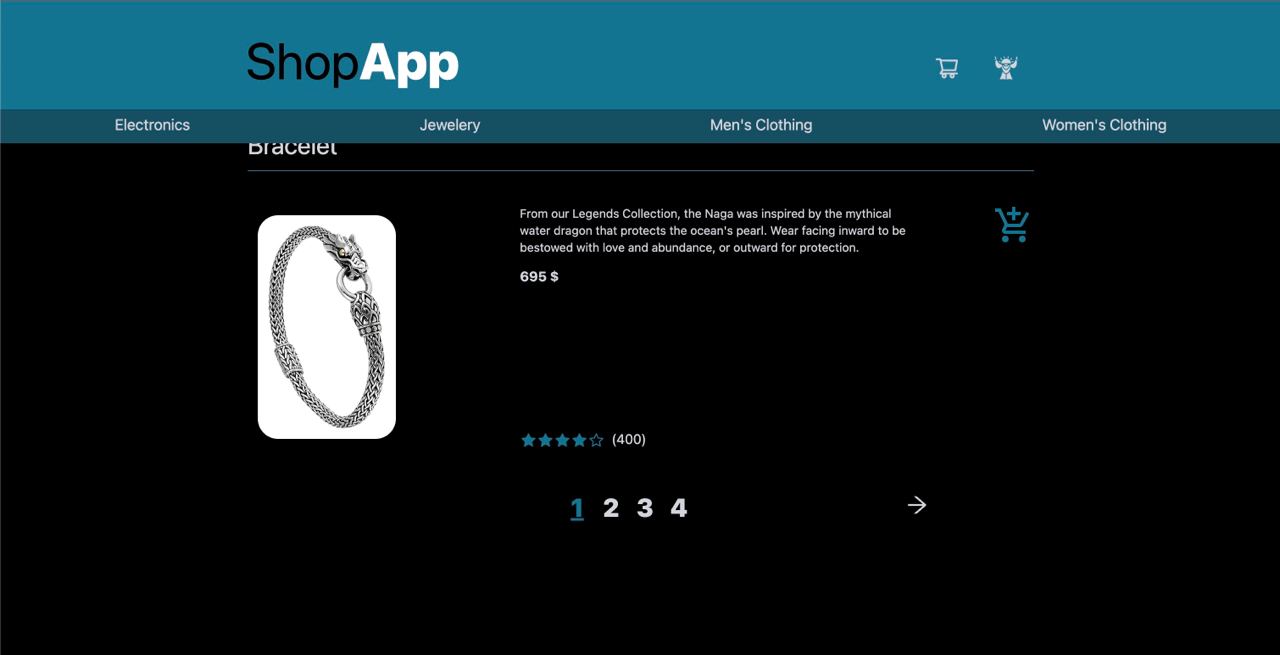 ShopApp
Electronics Jewelery Men's Clothing Women's Clothing
Bracelet
From our Legends Collection, the Naga was inspired by the mythical
water dragon that protects the ocean's pearl. Wear facing inward to be
bestowed with love and abundance, or outward for protection.
695 $
(400)
1 2 3 4